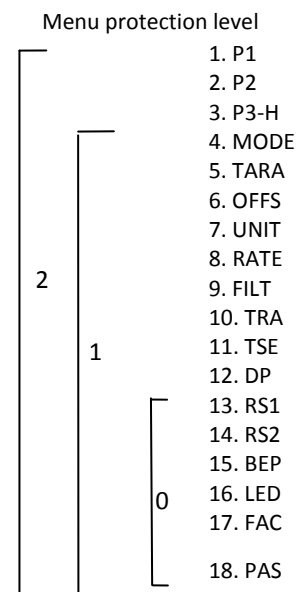 Menu protection level
1. P1
2. P2
3. P3-H
4. MODE
5. TARA
6. OFFS
7. UNIT
8. RATE
9. FILT
10. TRA
11. TSE
12. DP
13. RS1
14. RS2
15. BEP
16. LED
17. FAC
18. PAS
2
1
0